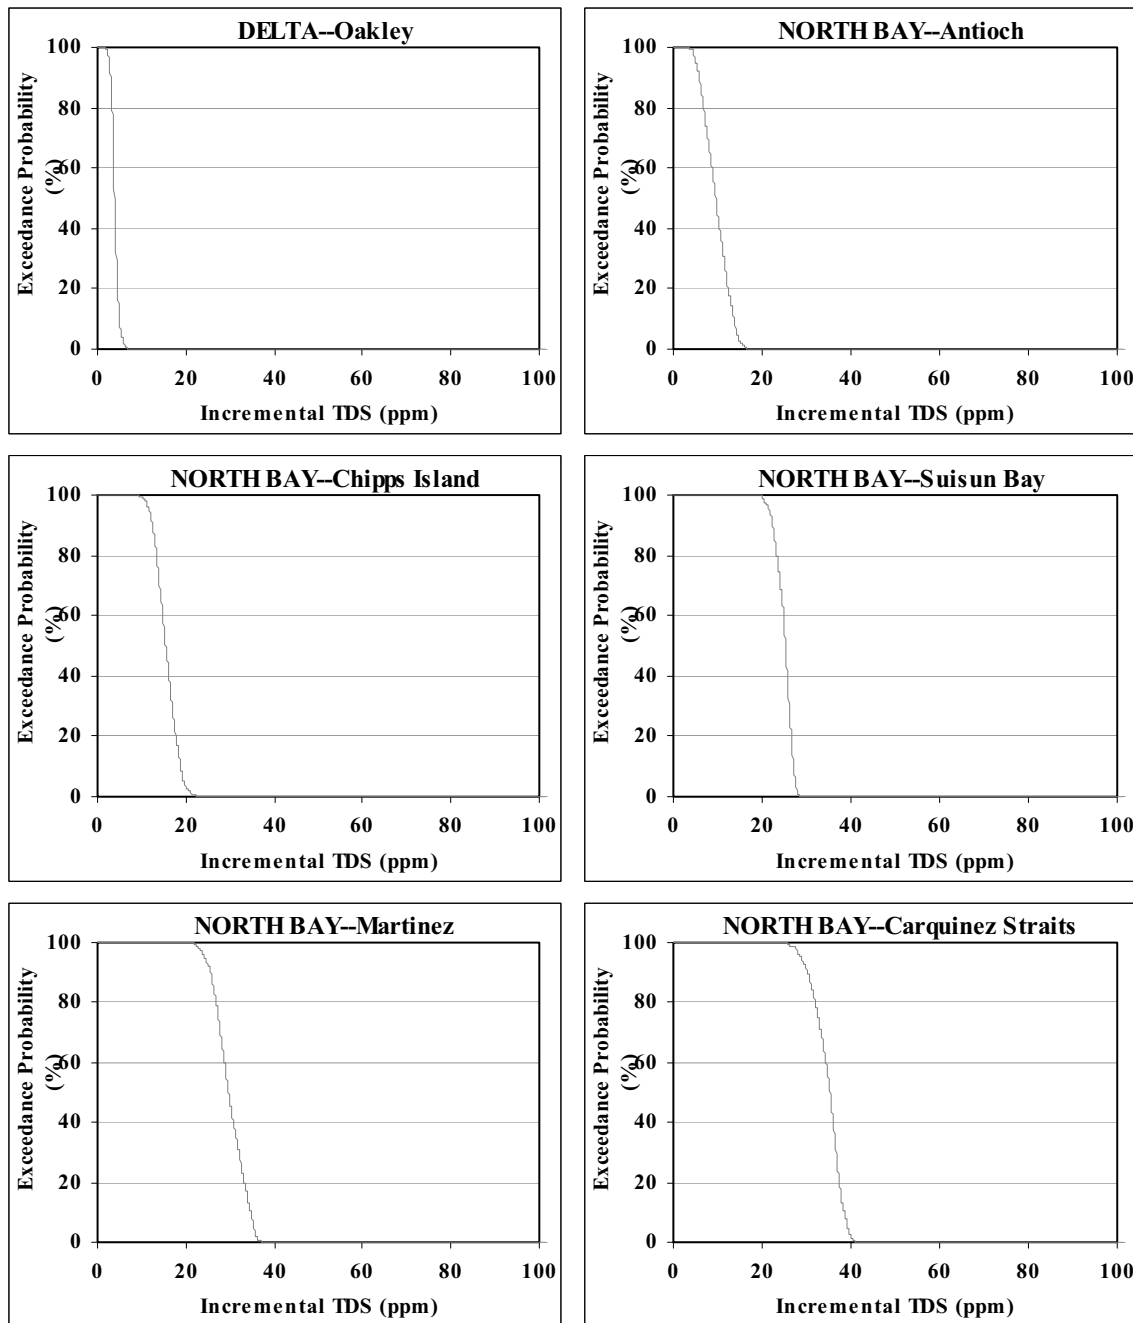 DELTA--Oakley
Exceedance Probability
(%)
100
80
60
40
20
0
0 20 40 60 80 100
Incremental TDS (ppm)
NORTH BAY--Antioch
Exceedance Probability
(%)
100
80
60
40
20
0
0 20 40 60 80 100
Incremental TDS (ppm)
NORTH BAY--Chipps Island
Exceedance Probability
(%)
100
80
60
40
20
0
0 20 40 60 80 100
Incremental TDS (ppm)
NORTH BAY--Suisun Bay
Exceedance Probability
(%)
100
80
60
40
20
0
0 20 40 60 80 100
Incremental TDS (ppm)
NORTH BAY--Martinez
Exceedance Probability
(%)
100
80
60
40
20
0
0 20 40 60 80 100
Incremental TDS (ppm)
NORTH BAY--Carquinez Straits
Exceedance Probability
(%)
100
80
60
40
20
0
0 20 40 60 80 100
Incremental TDS (ppm)